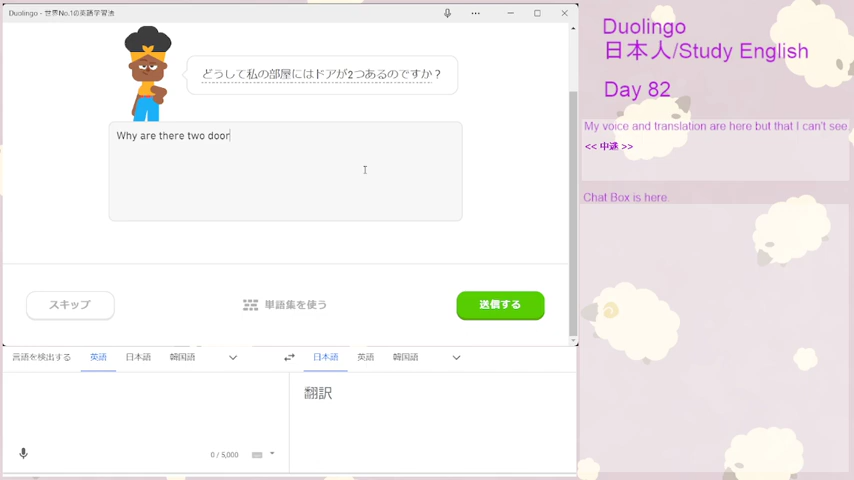 Duolingo - 世界No.1の英語学習法
どうして私の部屋にはドアが2つあるのですか？
Why are there two door
スキップ
単語集を使う
送信する
言語を検出する 英語 日本語 韓国語
日本語 英語 韓国語
翻訳
0 / 5,000
Duolingo
日本人/Study English
Day 82
My voice and translation are here but that I can't see
<< 中迷 >>
Chat Box is here.